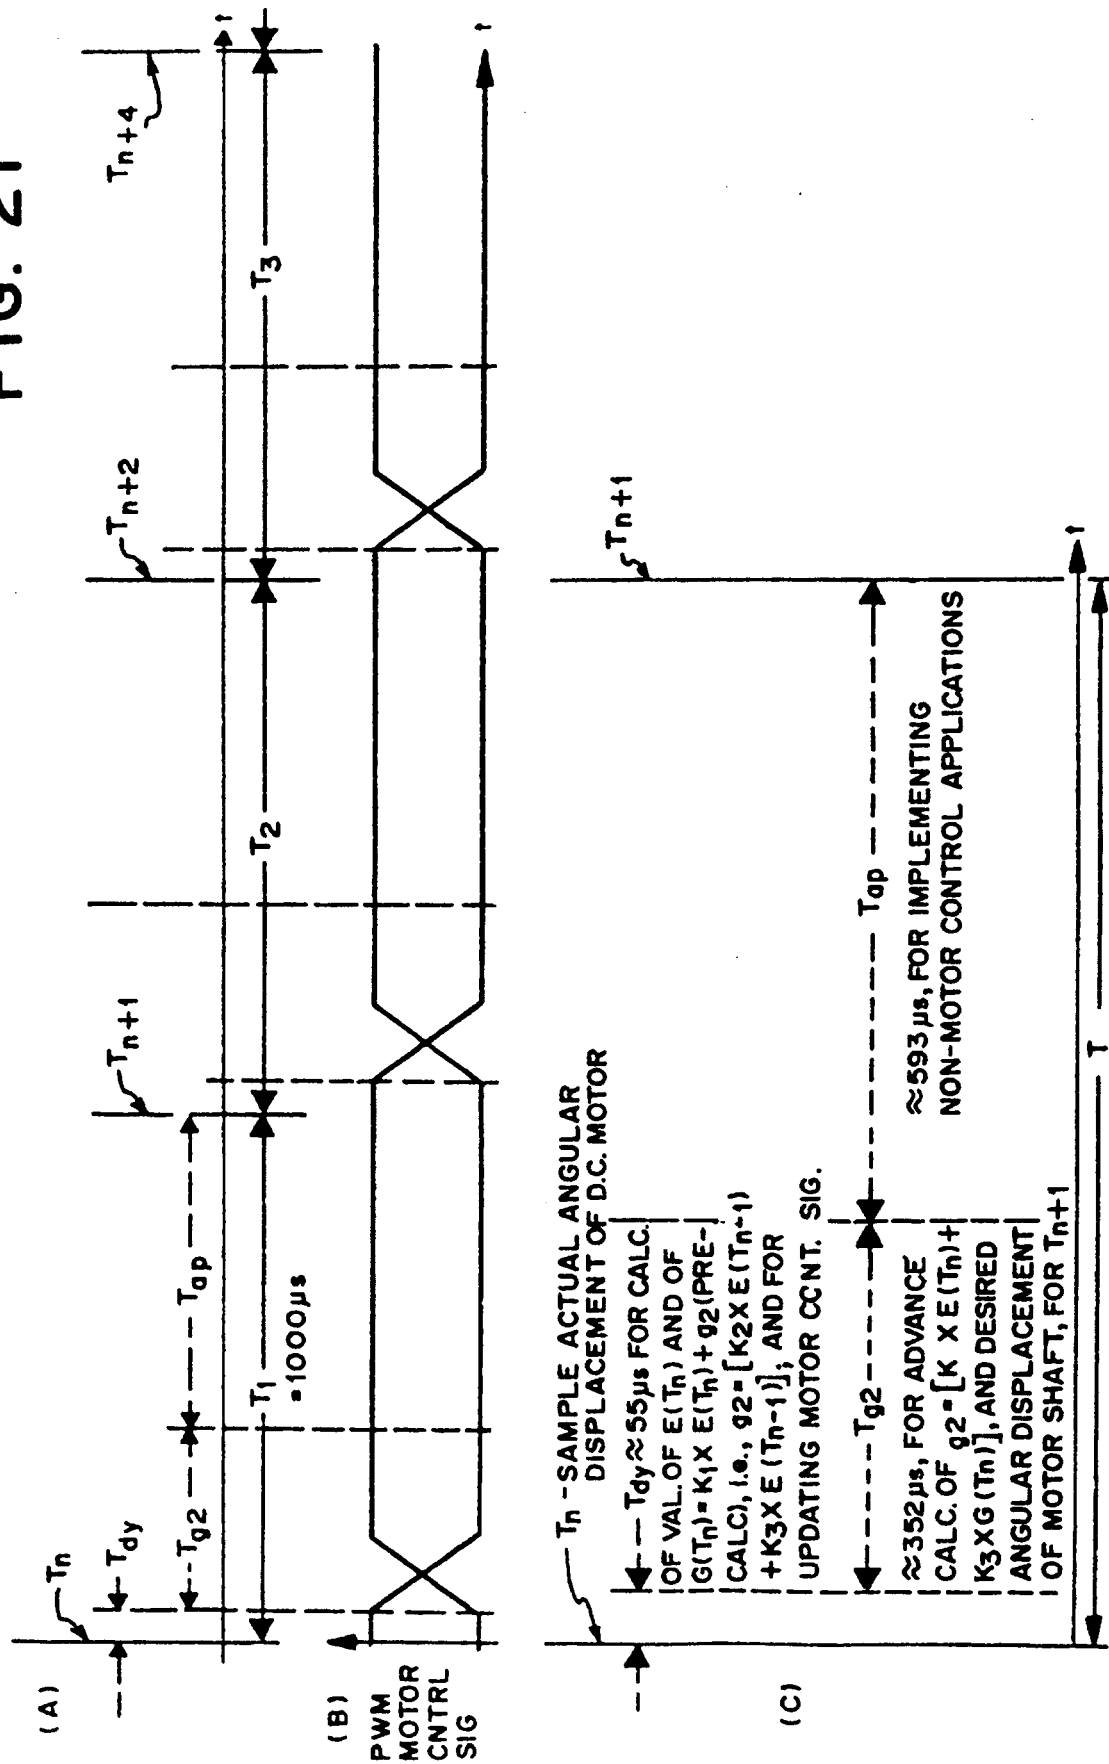 FIG. 21
(A)
Tn
Tdy
Tg2
Tap
Tn+1
Tn+2
Tn+4
t
T1
=1000µs
T2
T3
(B)
PWM
MOTOR
CNTRL
SIG
t
(C)
Tn-SAMPLE ACTUAL ANGULAR
DISPLACEMENT OF D.C. MOTOR
Tdy≈55µs FOR CALC.
OF VAL. OF E(Tn) AND OF
G(Tn)=K1 X E(Tn)+g2(PRE-
CALC), i.e., g2=[K2 X E(Tn-1)
+K3 X E(Tn-1)]; AND FOR
UPDATING MOTOR CCNT. SIG.
Tn+1
Tg2
Tap
≈352µs, FOR ADVANCE
CALC. OF g2=[K X E(Tn)+
K3 X G(Tn)], AND DESIRED
ANGULAR DISPLACEMENT
OF MOTOR SHAFT, FOR Tn+1
≈593µs, FOR IMPLEMENTING
NON-MOTOR CONTROL APPLICATIONS
t
T